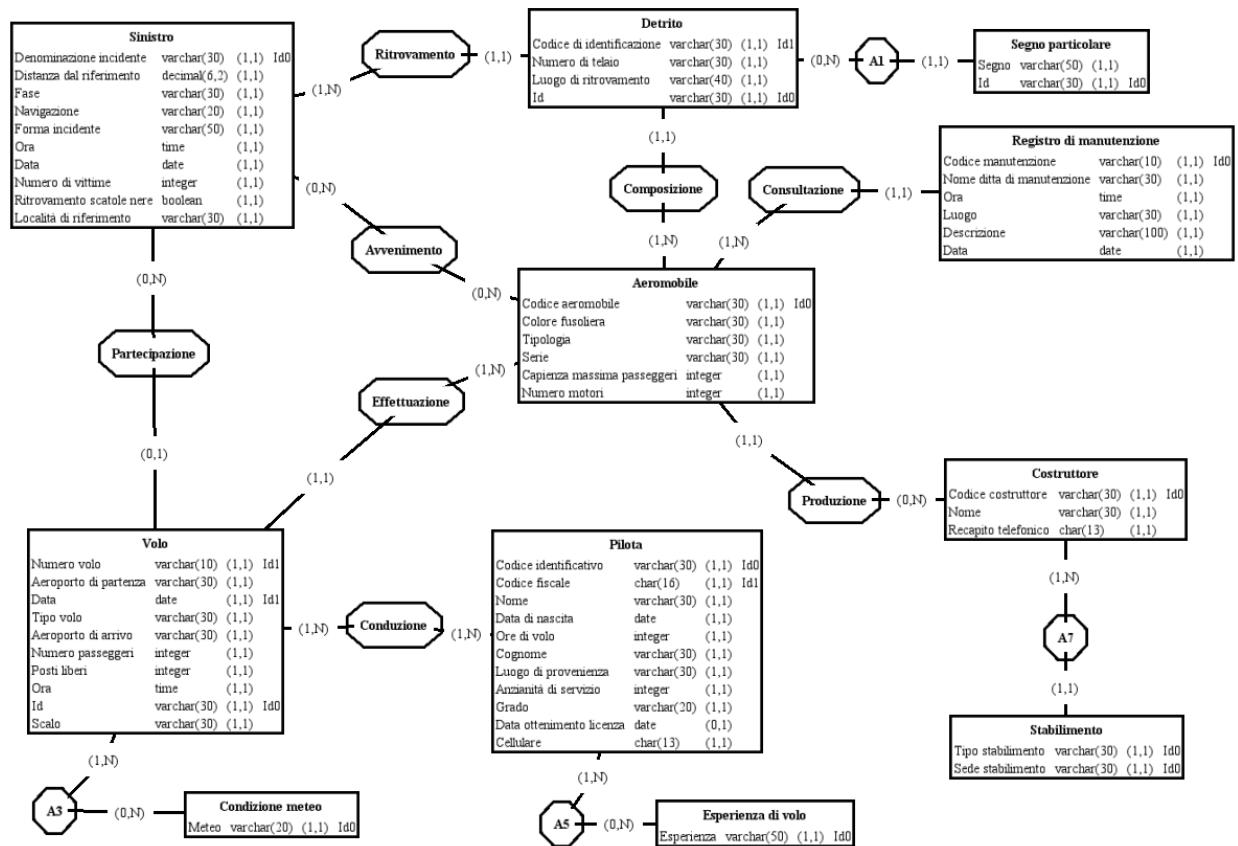 Sinistro
Denominazione incidente varchar(30) (1,1) Id0
Distanza dal riferimento decimal(6,2) (1,1)
Fase varchar(30) (1,1)
Navigazione varchar(20) (1,1)
Forma incidente varchar(50) (1,1)
Ora time (1,1)
Data date (1,1)
Numero di vittime integer (1,1)
Ritrovamento scatole nere boolean (1,1)
Località di riferimento varchar(30) (1,1)
(1,N)
Ritrovamento
(1,1)
Detrito
Codice di identificazione varchar(30) (1,1) Id1
Numero di telaio varchar(30) (1,1)
Luogo di ritrovamento varchar(40) (1,1)
Id varchar(30) (1,1) Id0
(0,N)
A1
(1,1)
Segno particolare
Segno varchar(50) (1,1)
Id varchar(30) (1,1) Id0
(1,1)
Composizione
(1,N)
Consultazione
(1,1)
(1,N)
Registro di manutenzione
Codice manutenzione varchar(10) (1,1) Id0
Nome ditta di manutenzione varchar(30) (1,1)
Ora time (1,1)
Luogo varchar(30) (1,1)
Descrizione varchar(100) (1,1)
Data date (1,1)
(0,N)
Avvenimento
(0,N)
Aeromobile
Codice aeromobile varchar(30) (1,1) Id0
Colore fusoliera varchar(30) (1,1)
Tipologia varchar(30) (1,1)
Serie varchar(30) (1,1)
Capienza massima passeggeri integer (1,1)
Numero motori integer (1,1)
(0,N)
Partecipazione
(0,1)
(1,N)
Effettuazione
(1,1)
(1,1)
Produzione
(0,N)
Costruttore
Codice costruttore varchar(30) (1,1) Id0
Nome varchar(30) (1,1)
Recapito telefonico char(13) (1,1)
(1,N)
A7
(1,1)
Stabilimento
Tipo stabilimento varchar(30) (1,1) Id0
Sede stabilimento varchar(30) (1,1) Id0
Volo
Numero volo varchar(10) (1,1) Id1
Aeroporto di partenza varchar(30) (1,1)
Data date (1,1) Id1
Tipo volo varchar(30) (1,1)
Aeroporto di arrivo varchar(30) (1,1)
Numero passeggeri integer (1,1)
Posti liberi integer (1,1)
Ora time (1,1)
Id varchar(30) (1,1) Id0
Scalo varchar(30) (1,1)
(1,N)
Conduzione
(1,N)
Pilota
Codice identificativo varchar(30) (1,1) Id0
Codice fiscale char(16) (1,1) Id1
Nome varchar(30) (1,1)
Data di nascita date (1,1)
Ore di volo integer (1,1)
Cognome varchar(30) (1,1)
Luogo di provenienza varchar(30) (1,1)
Anzianità di servizio integer (1,1)
Grado varchar(20) (1,1)
Data ottenimento licenza date (0,1)
Cellulare char(13) (1,1)
(1,N)
A3
(0,N)
Condizione meteo
Meteo varchar(20) (1,1) Id0
(1,N)
A5
(0,N)
Esperienza di volo
Esperienza varchar(50) (1,1) Id0